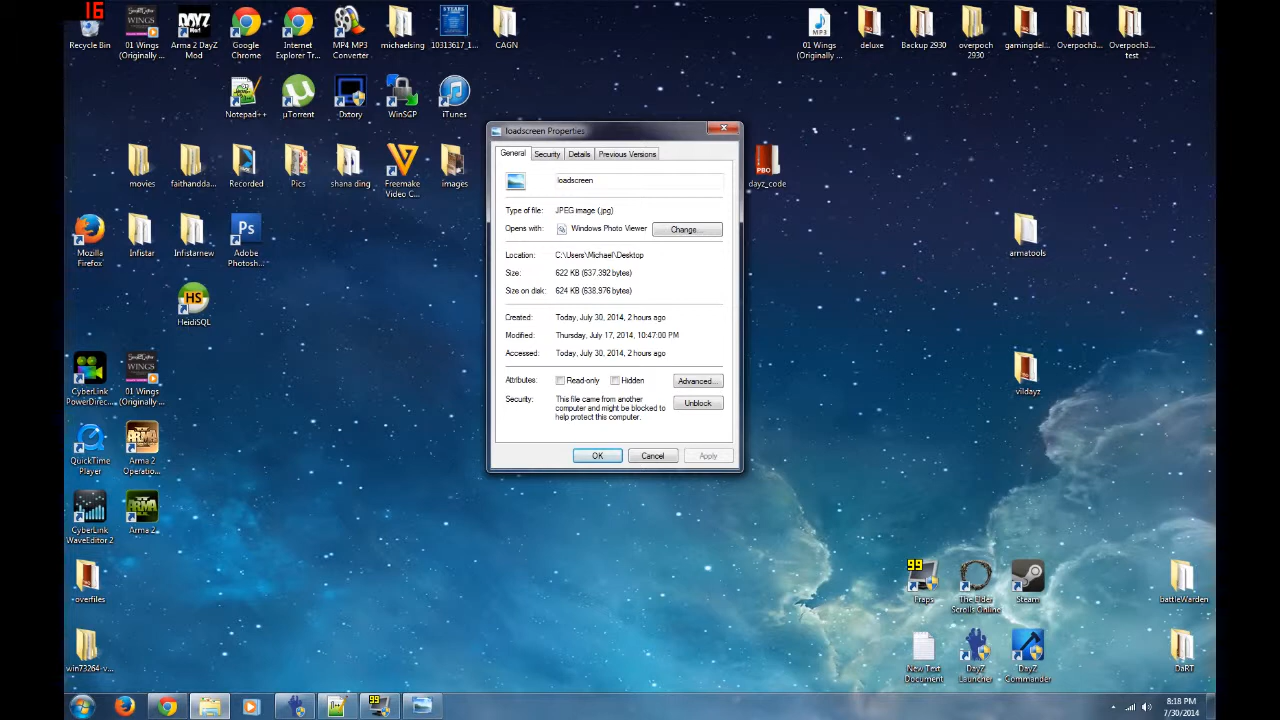 16
Recycle Bin
01 Wings
(Originally ...
Arma 2 DayZ
Mod
Google
Chrome
Internet
Explorer Tr...
MP4 MP3
Converter
michaelsing
10313617_1...
CAGN
01 Wings
(Originally ...
deluxe
Backup 2930
overpoch
2930
gamingdel...
Overpoch3...
Overpoch3...
test
Notepad++
µTorrent
Dxtory
WinSCP
iTunes
movies
faithandda...
Recorded
Pics
shana ding
Freemake
Video C...
images
dayz_code
Mozilla
Firefox
Infistar
Infistarnew
Adobe
Photosh...
armatools
HeidiSQL
loadscreen Properties
General
Security
Details
Previous Versions
loadscreen
Type of file: JPEG image (.jpg)
Opens with: Windows Photo Viewer
Change...
Location: C:\Users\Michael\Desktop
Size: 622 KB (637,392 bytes)
Size on disk: 624 KB (638,976 bytes)
Created: Today, July 30, 2014, 2 hours ago
Modified: Thursday, July 17, 2014, 10:47:00 PM
Accessed: Today, July 30, 2014, 2 hours ago
Attributes: Read-only Hidden Advanced...
Security: This file came from another
computer and might be blocked to
help protect this computer.
Unblock
OK Cancel Apply
CyberLink
PowerDirec...
01 Wings
(Originally ...
vildayz
QuickTime
Player
Arma 2
Operatio...
CyberLink
WaveEditor 2
Arma 2
overfiles
99
Fraps
The Elder
Scrolls Online
Steam
battleWarden
win73264-v...
New Text
Document
DayZ
Launcher
DayZ
Commander
DaRT
99
8:18 PM
7/30/2014